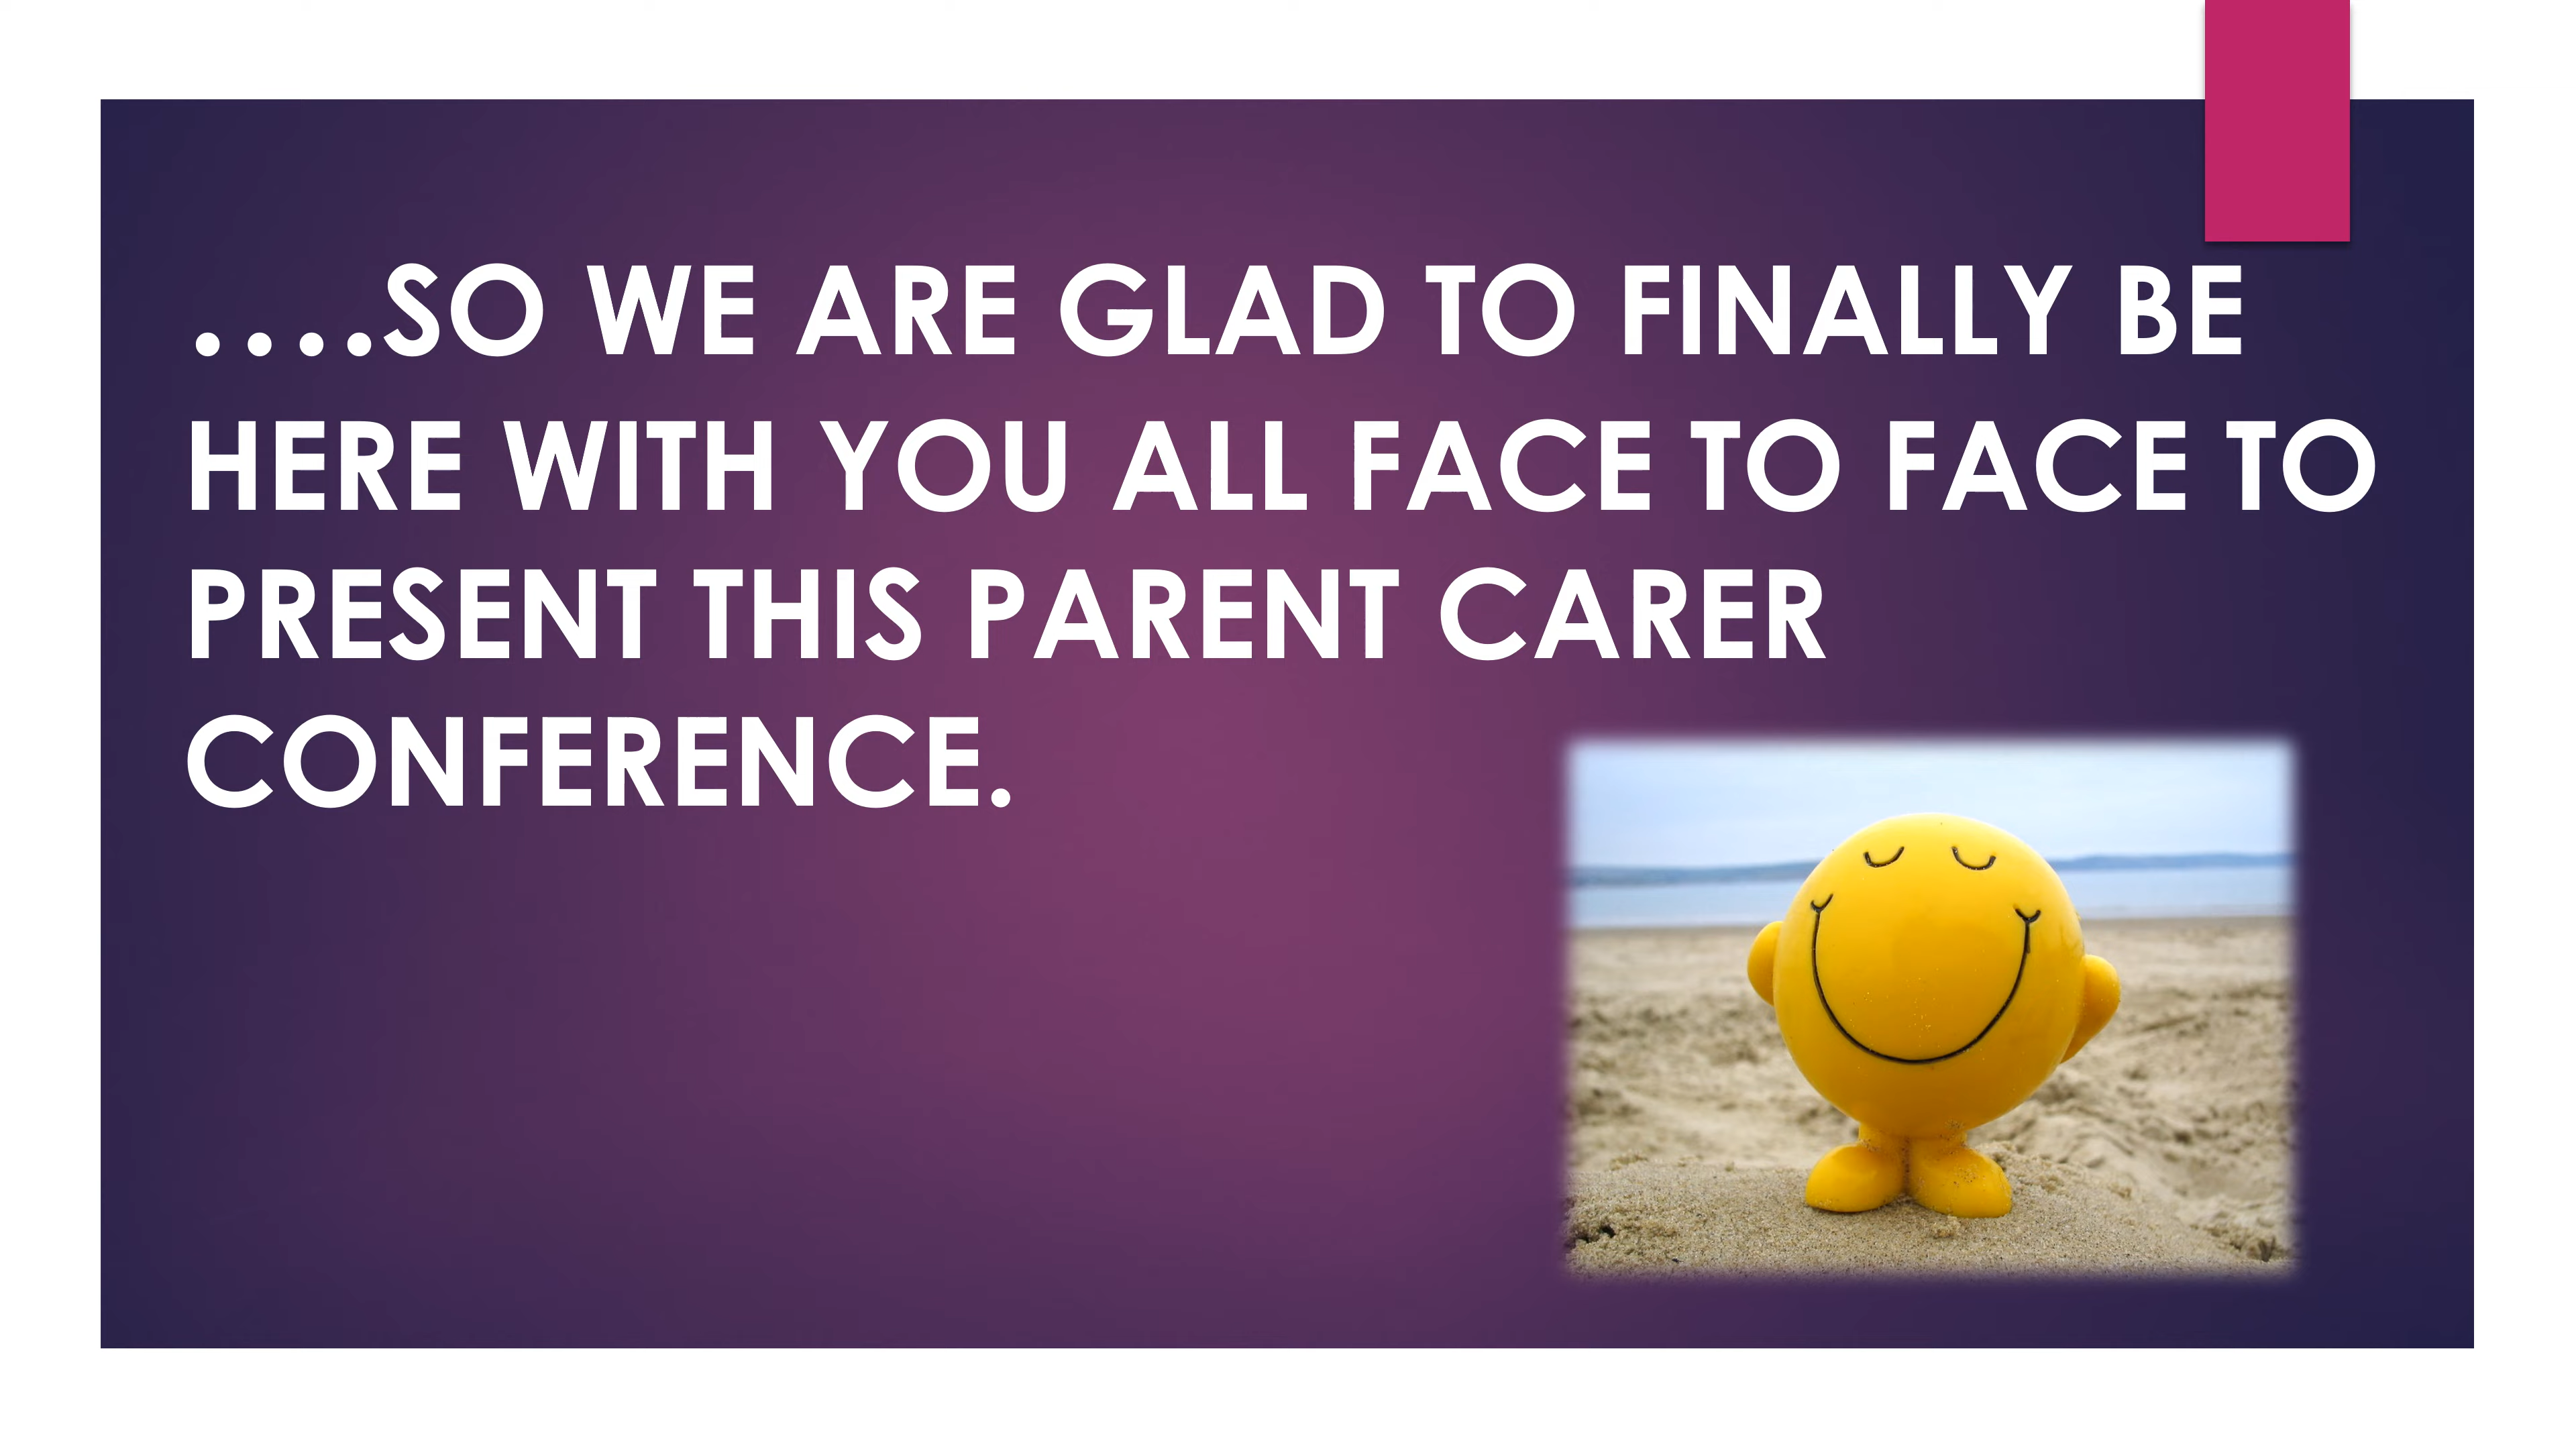 ….SO WE ARE GLAD TO FINALLY BE
HERE WITH YOU ALL FACE TO FACE TO
PRESENT THIS PARENT CARER
CONFERENCE.